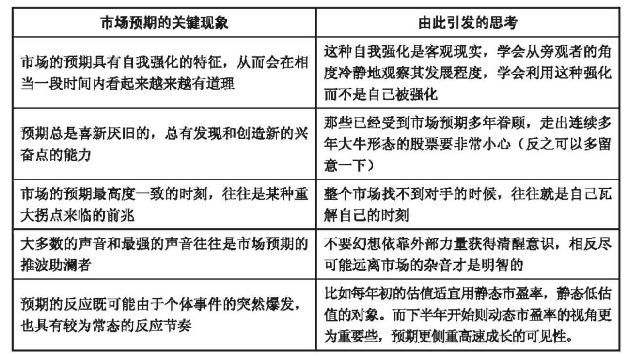 市场预期的关键现象
由此引发的思考
市场的预期具有自我强化的特征，从而会在相
当一段时间内看起来越来越有道理
这种自我强化是客观现实，学会从旁观者的角
度冷静地观察其发展程度，学会利用这种强化
而不是自己被强化
预期总是喜新厌旧的，总有发现和创造新的兴
奋点的能力
那些已经受到市场预期多年眷顾，走出连续多
年大牛形态的股票要非常小心（反之可以多留
意一下）
市场的预期最高度一致的时刻，往往是某种重
大拐点来临的前兆
整个市场找不到对手的时候，往往就是自己瓦
解自己的时刻
大多数的声音和最强的声音往往是市场预期的
推波助澜者
不要幻想依靠外部力量获得清醒意识，相反尽
可能远离市场的杂音才是明智的
预期的反应既可能由于个体事件的突然爆发，
也具有较为常态的反应节奏
比如每年初的估值适宜用静态市盈率，静态低估
值的对象。而下半年开始则动态市盈率的视角更
为重要些，预期更侧重高速成长的可见性。